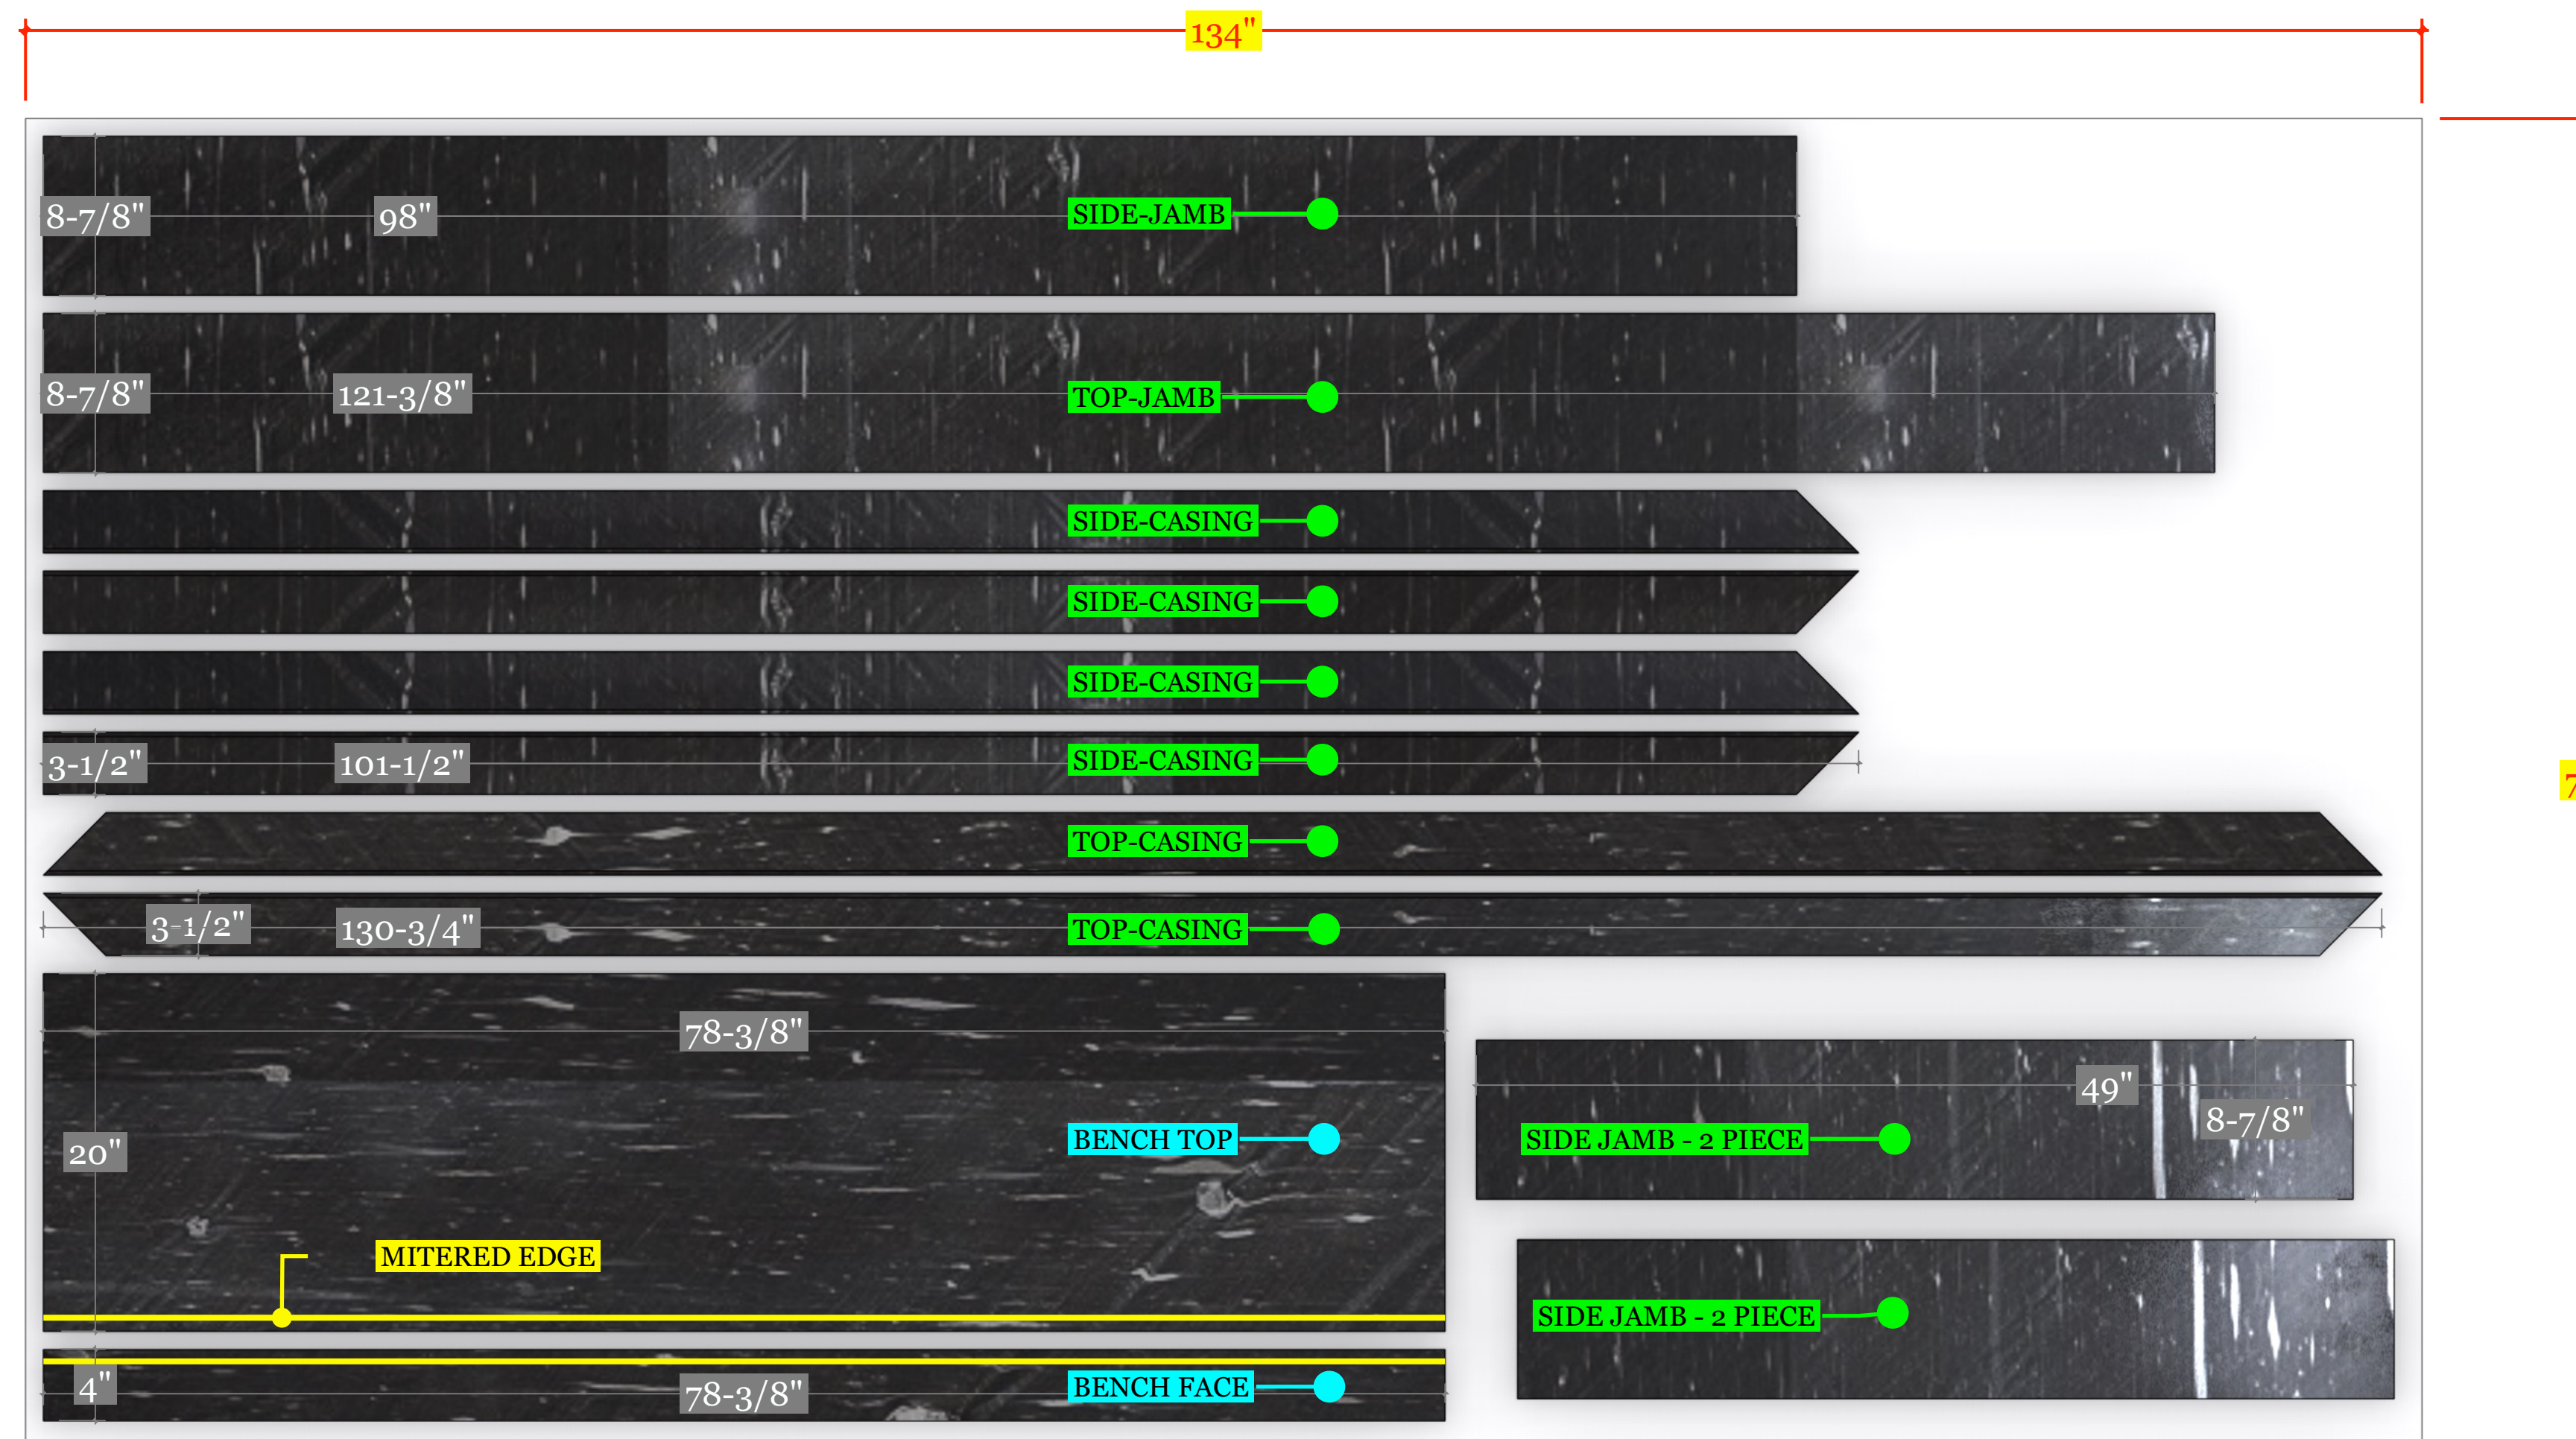 134"
8-7/8"
98"
SIDE-JAMB
8-7/8"
121-3/8"
TOP-JAMB
SIDE-CASING
SIDE-CASING
SIDE-CASING
3-1/2"
101-1/2"
SIDE-CASING
7
TOP-CASING
3-1/2"
130-3/4"
TOP-CASING
78-3/8"
49"
8-7/8"
20"
BENCH TOP
SIDE JAMB - 2 PIECE
MITERED EDGE
SIDE JAMB - 2 PIECE
4"
78-3/8"
BENCH FACE